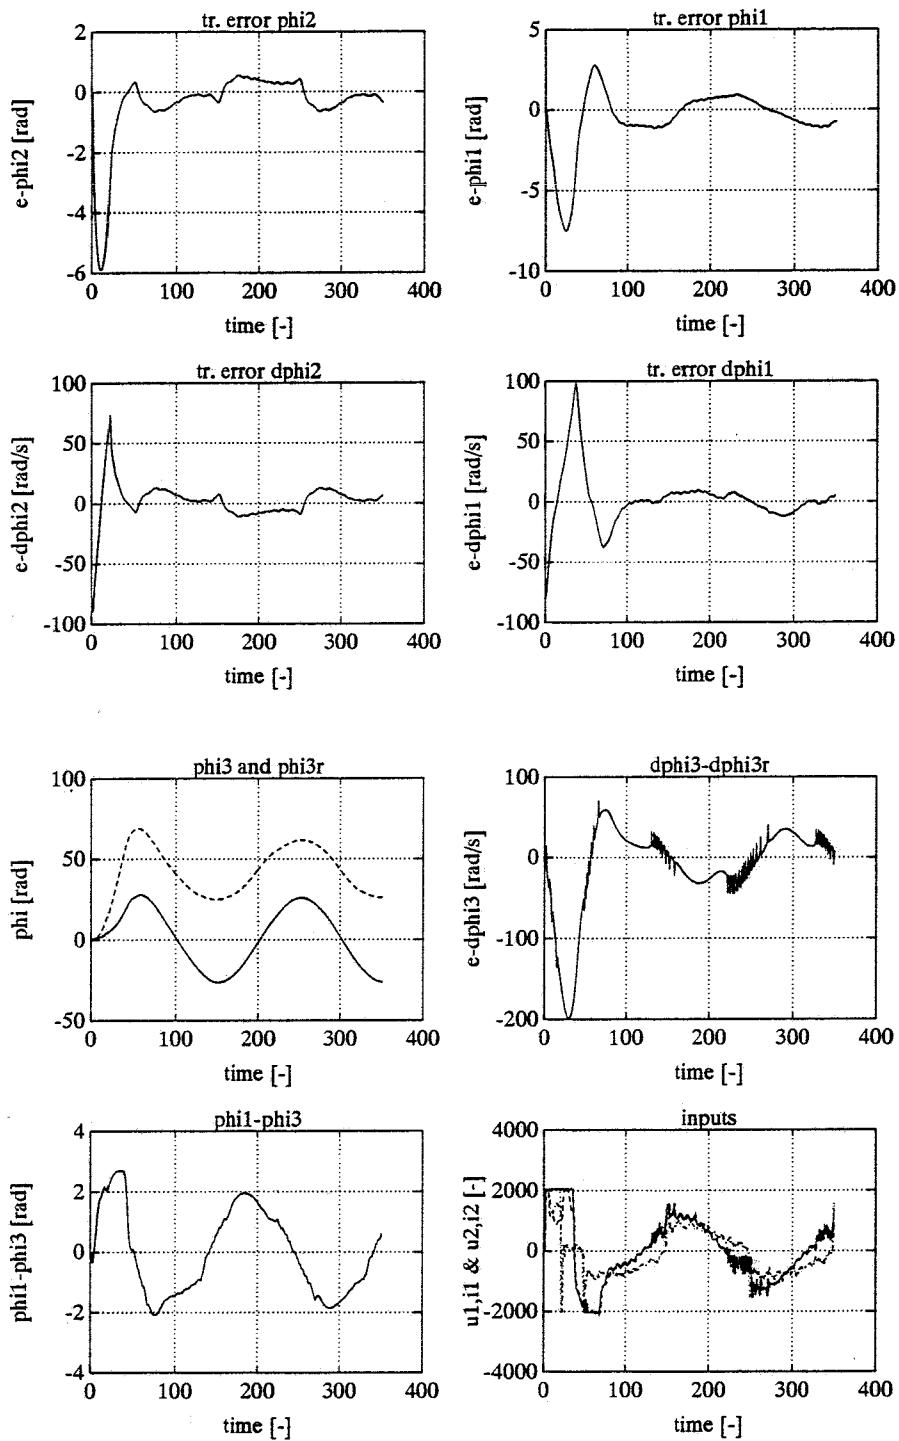 tr. error phi2
2
0
-2
-4
-6
e-phi2 [rad]
0 100 200 300 400
time [-]
tr. error phi1
5
0
-5
-10
e-phi1 [rad]
0 100 200 300 400
time [-]
tr. error dphi2
100
50
0
-50
-100
e-dphi2 [rad/s]
0 100 200 300 400
time [-]
tr. error dphi1
100
50
0
-50
-100
e-dphi1 [rad/s]
0 100 200 300 400
time [-]
phi3 and phi3r
100
50
0
-50
phi [rad]
0 100 200 300 400
time [-]
dphi3-dphi3r
100
0
-100
-200
e-dphi3 [rad/s]
0 100 200 300 400
time [-]
phi1-phi3
4
2
0
-2
-4
phi1-phi3 [rad]
0 100 200 300 400
time [-]
inputs
4000
2000
0
-2000
-4000
u1,i1 & u2,i2 [-]
0 100 200 300 400
time [-]